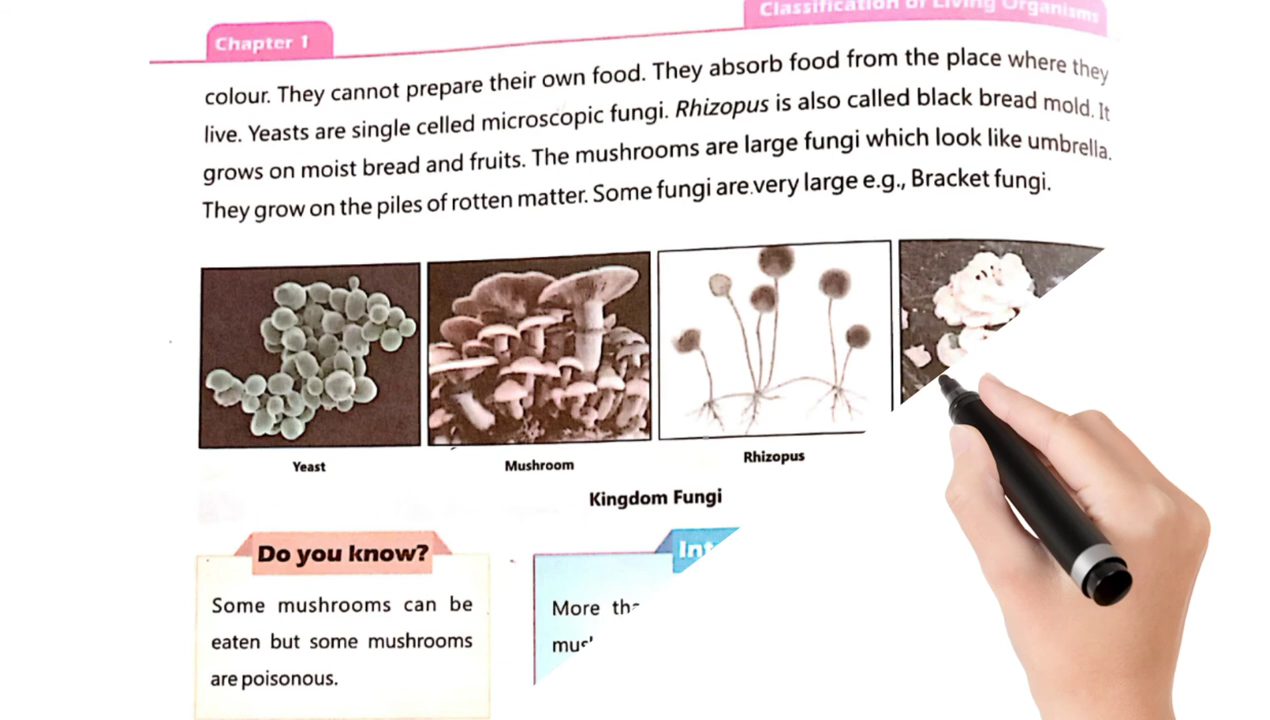 Chapter 1
Classification of Living Organisms
colour. They cannot prepare their own food. They absorb food from the place where they
live. Yeasts are single celled microscopic fungi. Rhizopus is also called black bread mold. It
grows on moist bread and fruits. The mushrooms are large fungi which look like umbrella.
They grow on the piles of rotten matter. Some fungi are very large e.g., Bracket fungi.
Yeast
Mushroom
Rhizopus
Kingdom Fungi
Do you know?
Some mushrooms can be
eaten but some mushrooms
are poisonous.
More